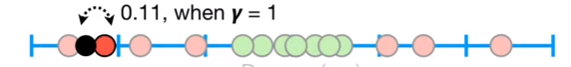 0.11, when γ = 1